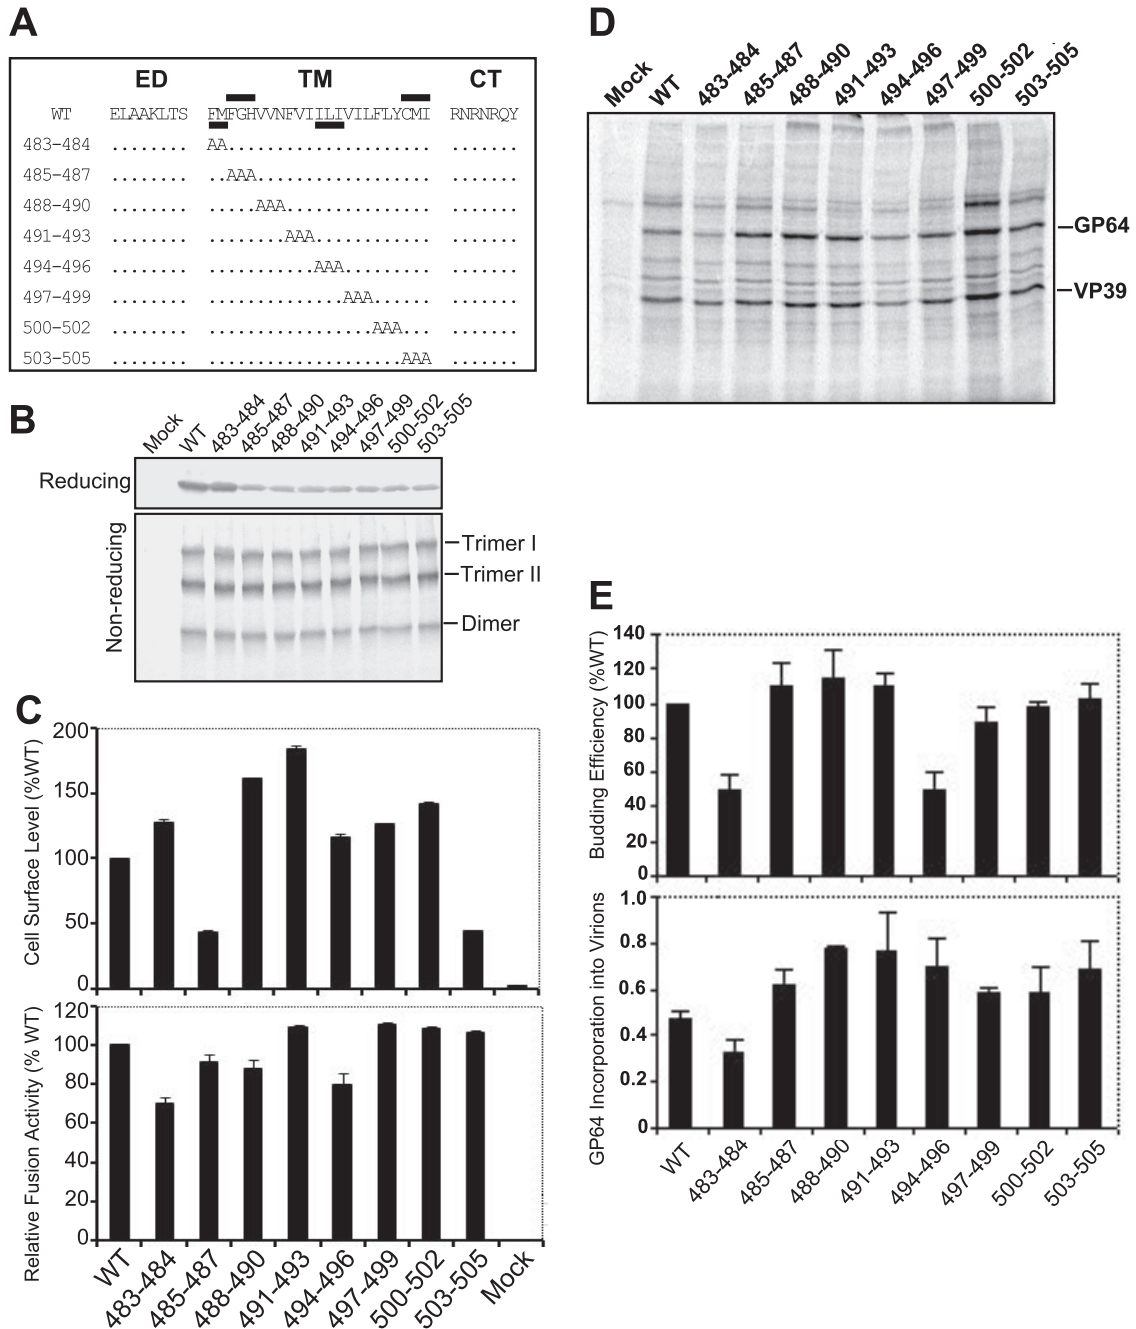 A
ED TM CT
WT ELAAKLTS FMFGHVVNFVIILIVILFLYCMI RNRNRQY
483-484 ........ AA..................... .......
485-487 ........ ..AAA.................. .......
488-490 ........ .....AAA............... .......
491-493 ........ ........AAA............ .......
494-496 ........ ...........AAA......... .......
497-499 ........ ..............AAA...... .......
500-502 ........ .................AAA... .......
503-505 ........ ....................AAA .......
B
Mock WT 483-484 485-487 488-490 491-493 494-496 497-499 500-502 503-505
Reducing
Non-reducing
Trimer I
Trimer II
Dimer
C
Cell Surface Level (%WT)
200
150
100
50
0
Relative Fusion Activity (% WT)
120
100
80
60
40
20
0
WT 483-484 485-487 488-490 491-493 494-496 497-499 500-502 503-505 Mock
D
Mock WT 483-484 485-487 488-490 491-493 494-496 497-499 500-502 503-505
GP64
VP39
E
Budding Efficiency (%WT)
140
120
100
80
60
40
20
0
GP64 Incorporation into Virions
1.0
0.8
0.6
0.4
0.2
0
WT 483-484 485-487 488-490 491-493 494-496 497-499 500-502 503-505